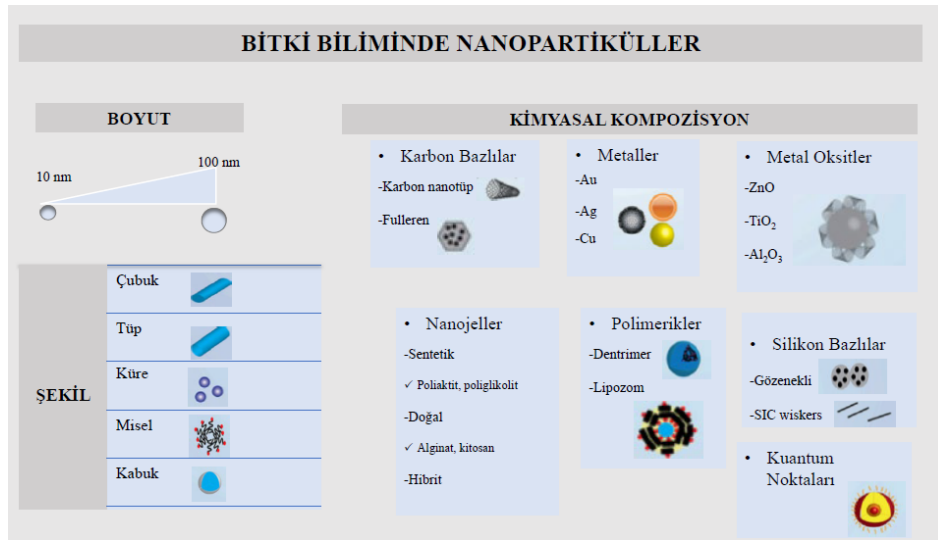 BİTKİ BİLİMİNDE NANOPARTİKÜLLER
BOYUT
10 nm
100 nm
ŞEKİL
Çubuk
Tüp
Küre
Misel
Kabuk
KİMYASAL KOMPOZİSYON
• Karbon Bazlılar
-Karbon nanotüp
-Fulleren
• Metaller
-Au
-Ag
-Cu
• Metal Oksitler
-ZnO
-TiO₂
-Al₂O₃
• Nanojeller
-Sentetik
✓ Poliaktit, poliglikolit
-Doğal
✓ Alginat, kitosan
-Hibrit
• Polimerikler
-Dentrimer
-Lipozom
• Silikon Bazlılar
-Gözenekli
-SIC wiskers
• Kuantum
Noktaları